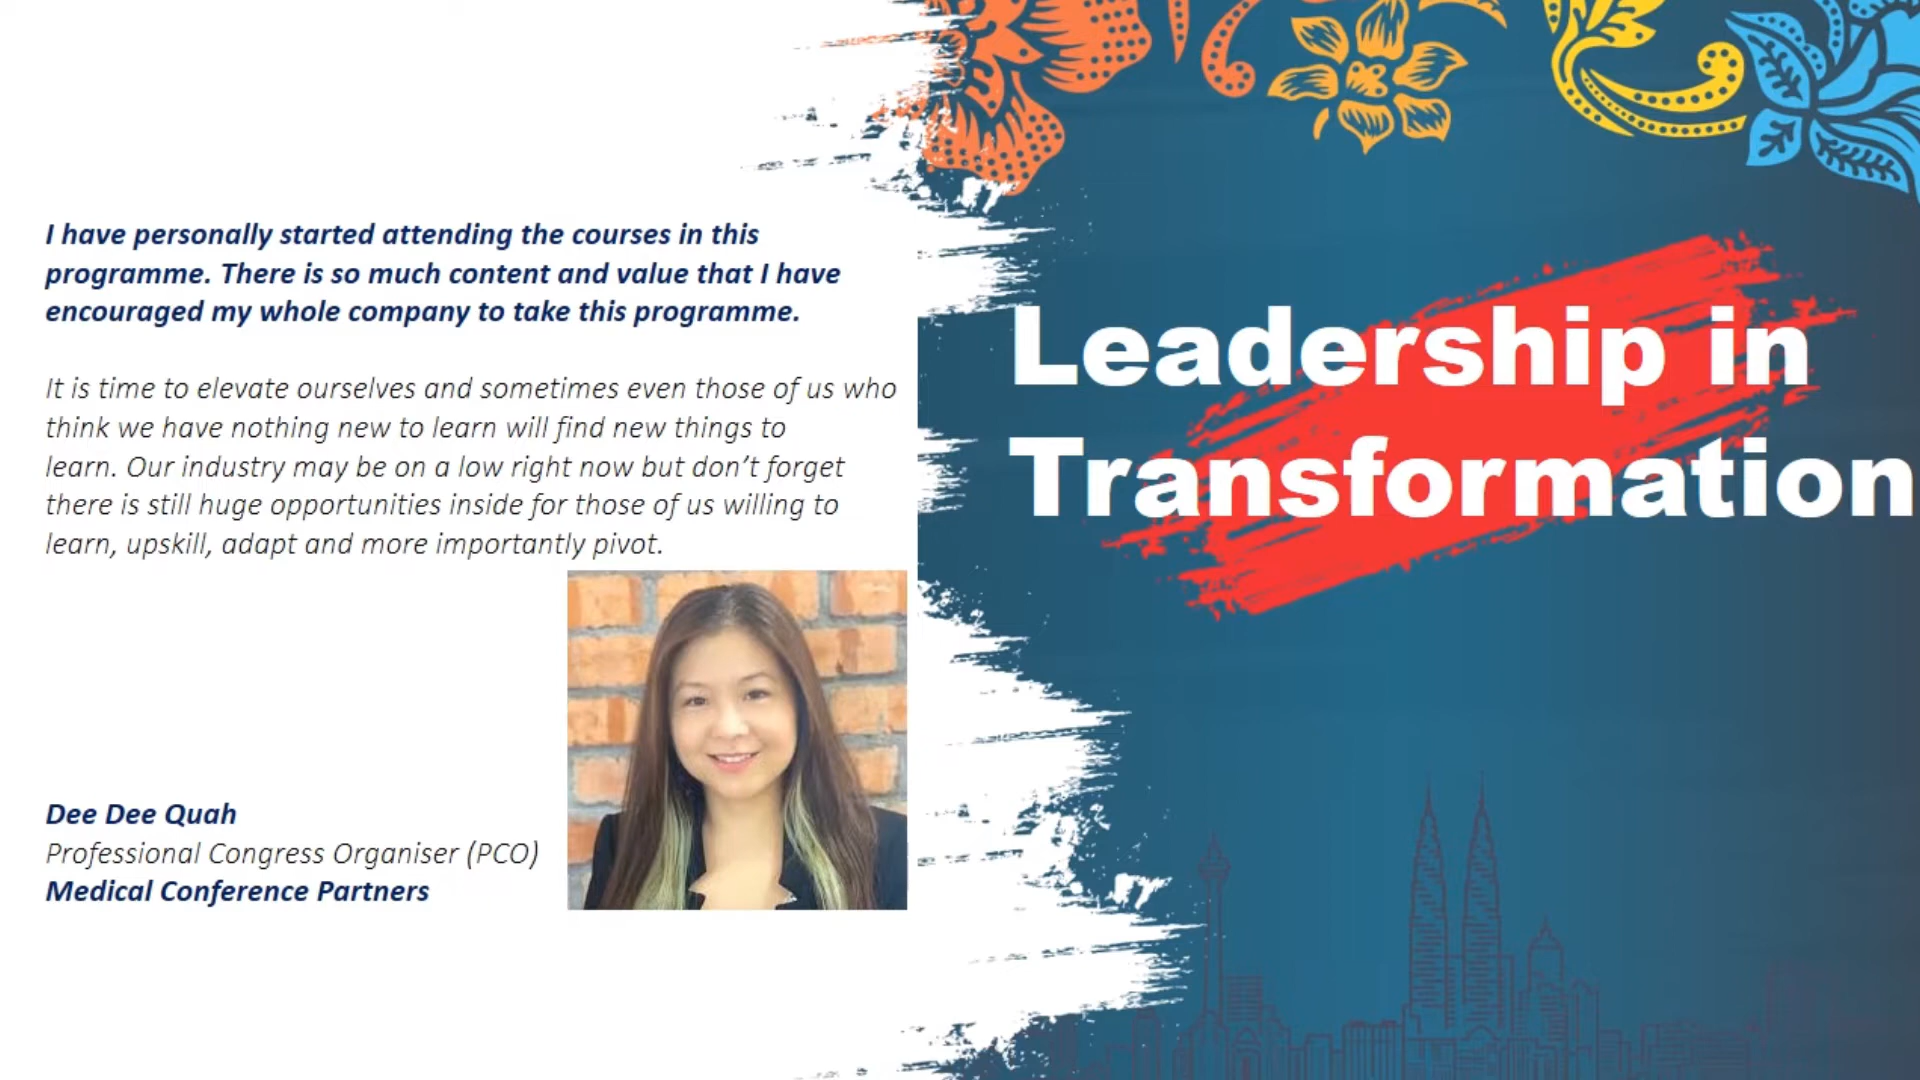 I have personally started attending the courses in this
programme. There is so much content and value that I have
encouraged my whole company to take this programme.
It is time to elevate ourselves and sometimes even those of us who
think we have nothing new to learn will find new things to
learn. Our industry may be on a low right now but don’t forget
there is still huge opportunities inside for those of us willing to
learn, upskill, adapt and more importantly pivot.
Dee Dee Quah
Professional Congress Organiser (PCO)
Medical Conference Partners
Leadership in
Transformation